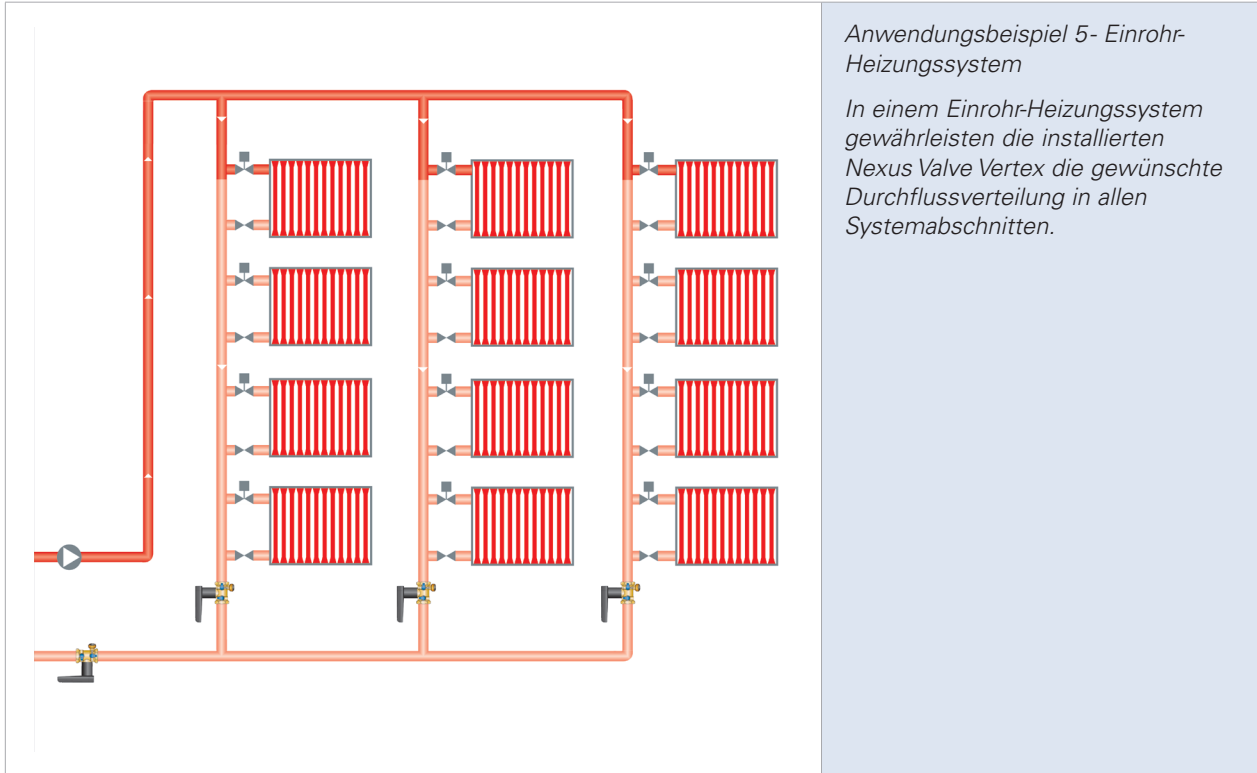 Anwendungsbeispiel 5- Einrohr-
Heizungssystem
In einem Einrohr-Heizungssystem
gewährleisten die installierten
Nexus Valve Vertex die gewünschte
Durchflussverteilung in allen
Systemabschnitten.